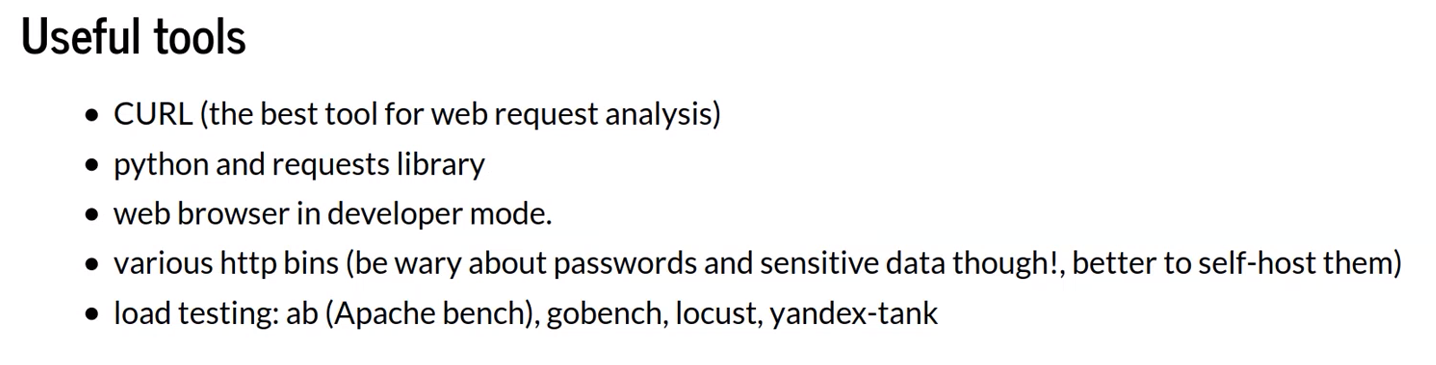 Useful tools
• CURL (the best tool for web request analysis)
• python and requests library
• web browser in developer mode.
• various http bins (be wary about passwords and sensitive data though!, better to self-host them)
• load testing: ab (Apache bench), gobench, locust, yandex-tank